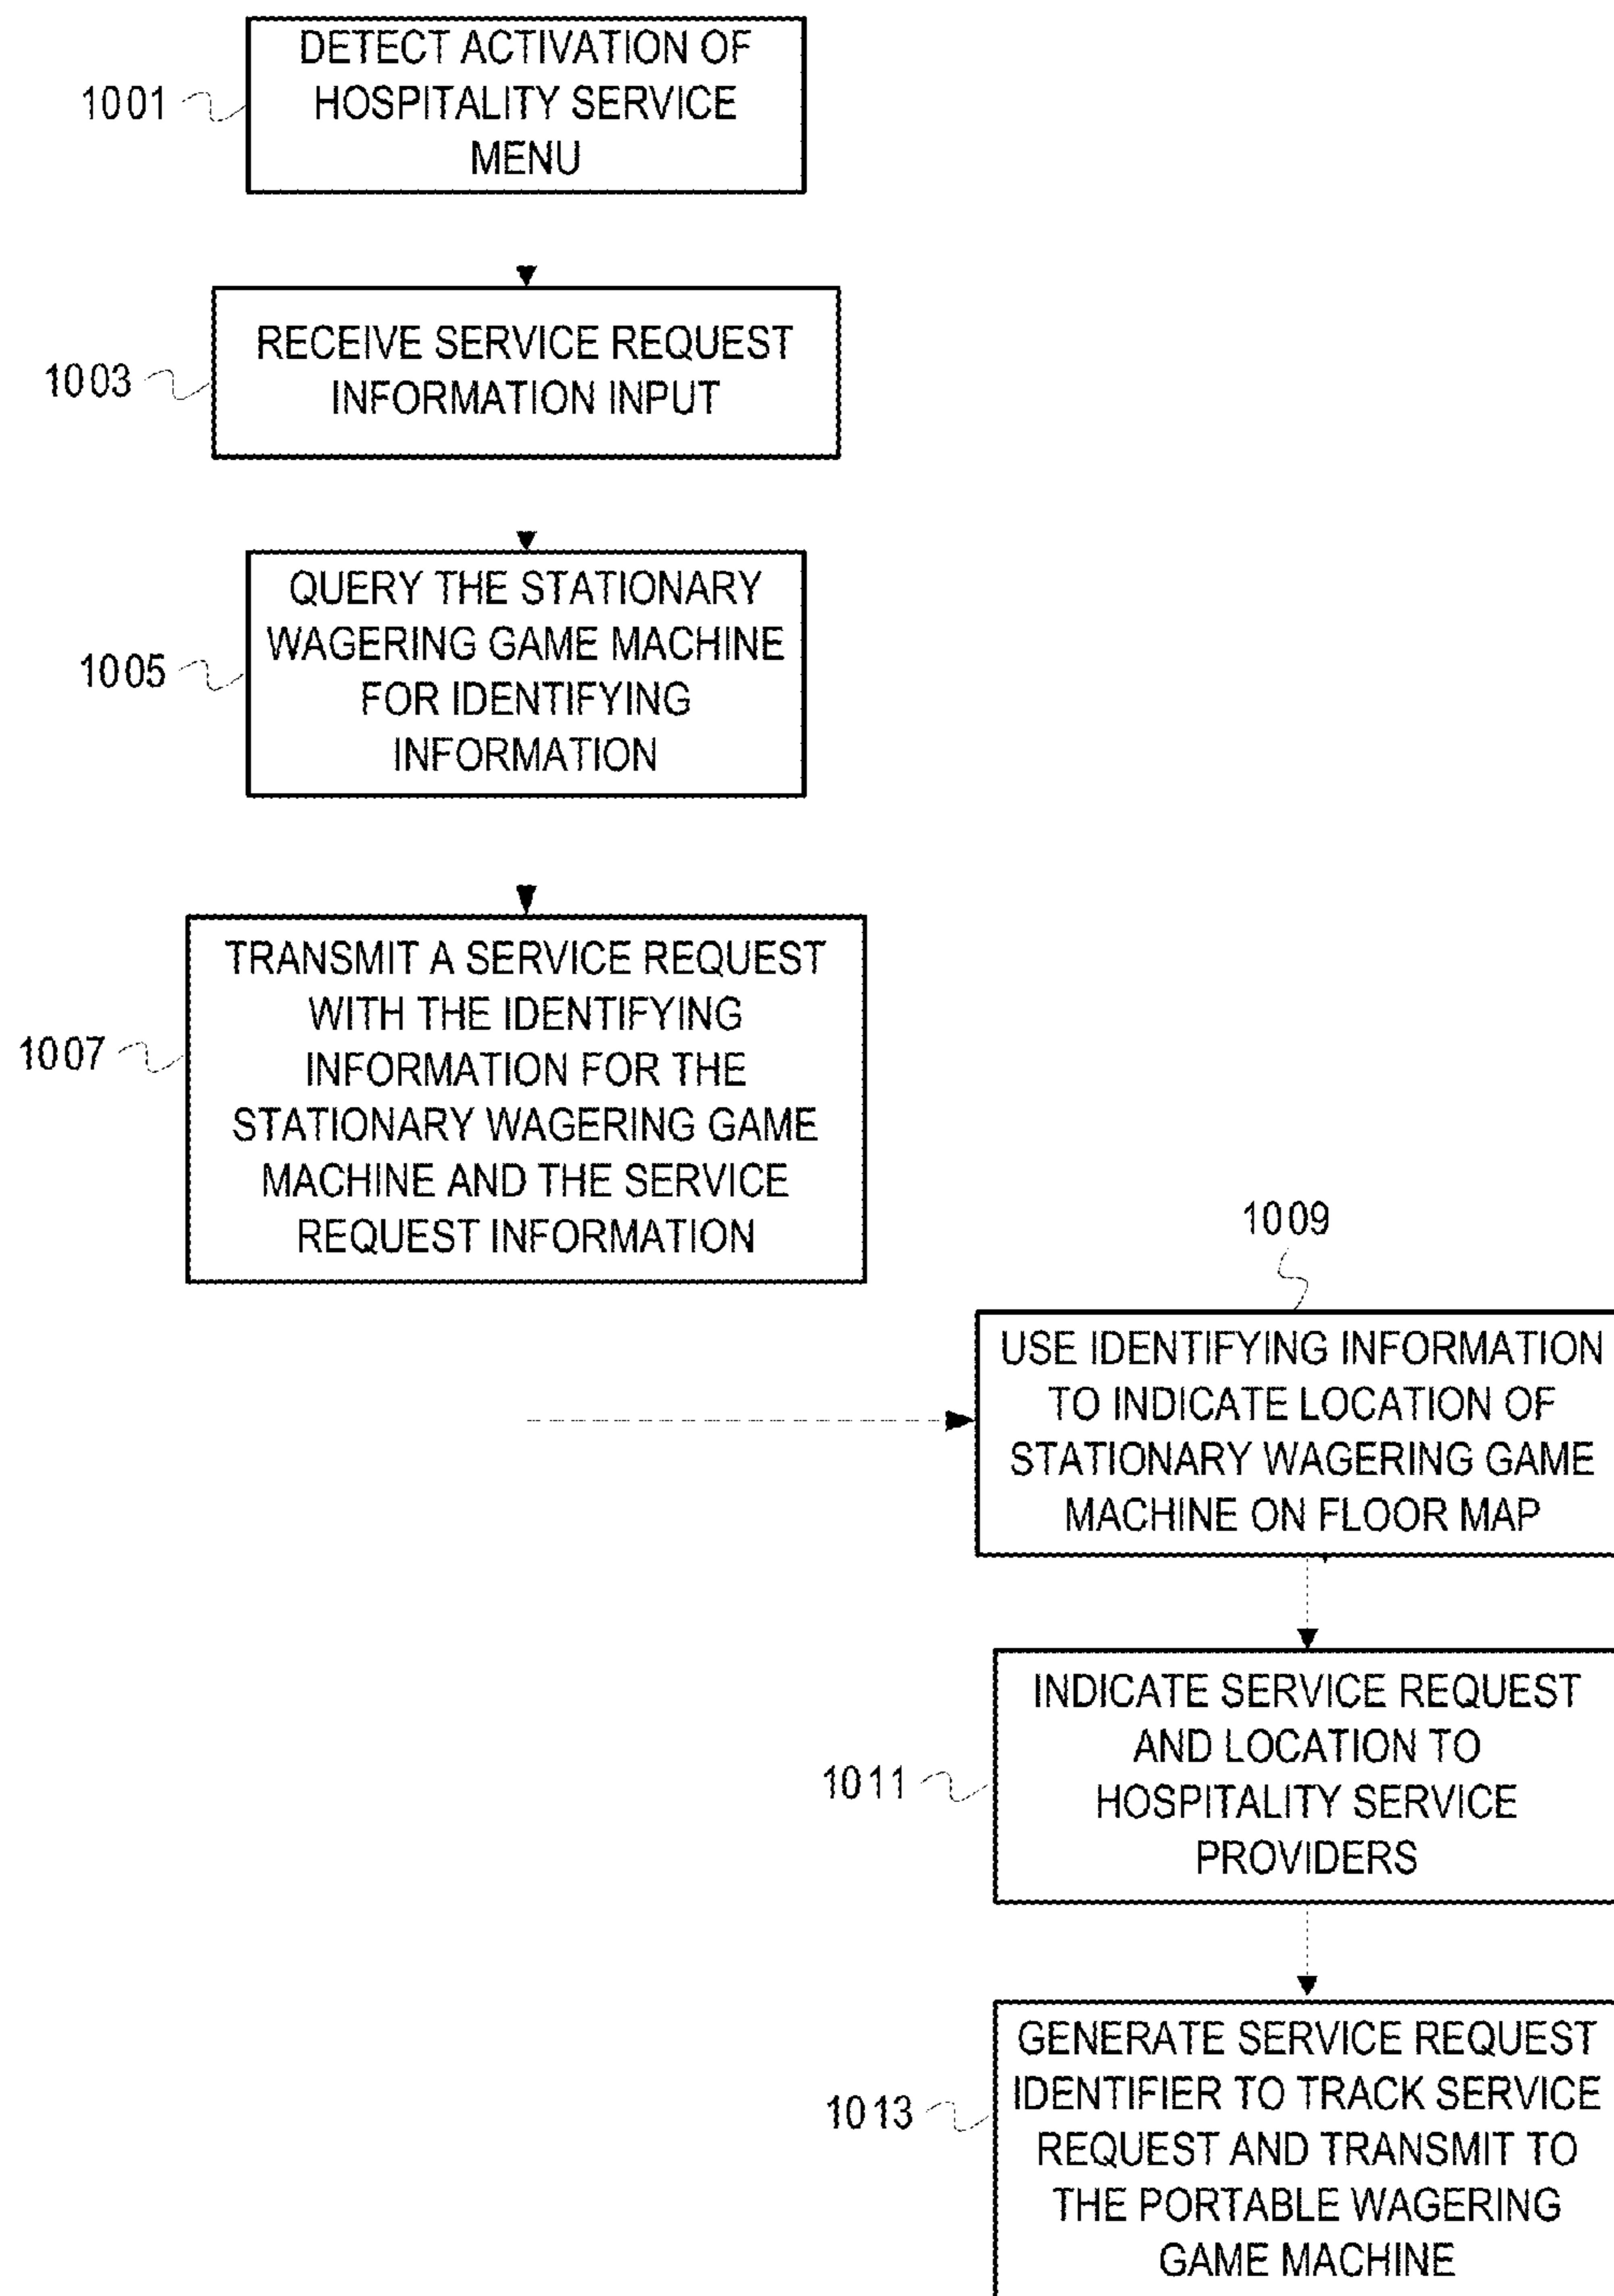 DETECT ACTIVATION OF
HOSPITALITY SERVICE
MENU
1001
RECEIVE SERVICE REQUEST
INFORMATION INPUT
1003
QUERY THE STATIONARY
WAGERING GAME MACHINE
FOR IDENTIFYING
INFORMATION
1005
TRANSMIT A SERVICE REQUEST
WITH THE IDENTIFYING
INFORMATION FOR THE
STATIONARY WAGERING GAME
MACHINE AND THE SERVICE
REQUEST INFORMATION
1007
1009
USE IDENTIFYING INFORMATION
TO INDICATE LOCATION OF
STATIONARY WAGERING GAME
MACHINE ON FLOOR MAP
INDICATE SERVICE REQUEST
AND LOCATION TO
HOSPITALITY SERVICE
PROVIDERS
1011
GENERATE SERVICE REQUEST
IDENTIFIER TO TRACK SERVICE
REQUEST AND TRANSMIT TO
THE PORTABLE WAGERING
GAME MACHINE
1013